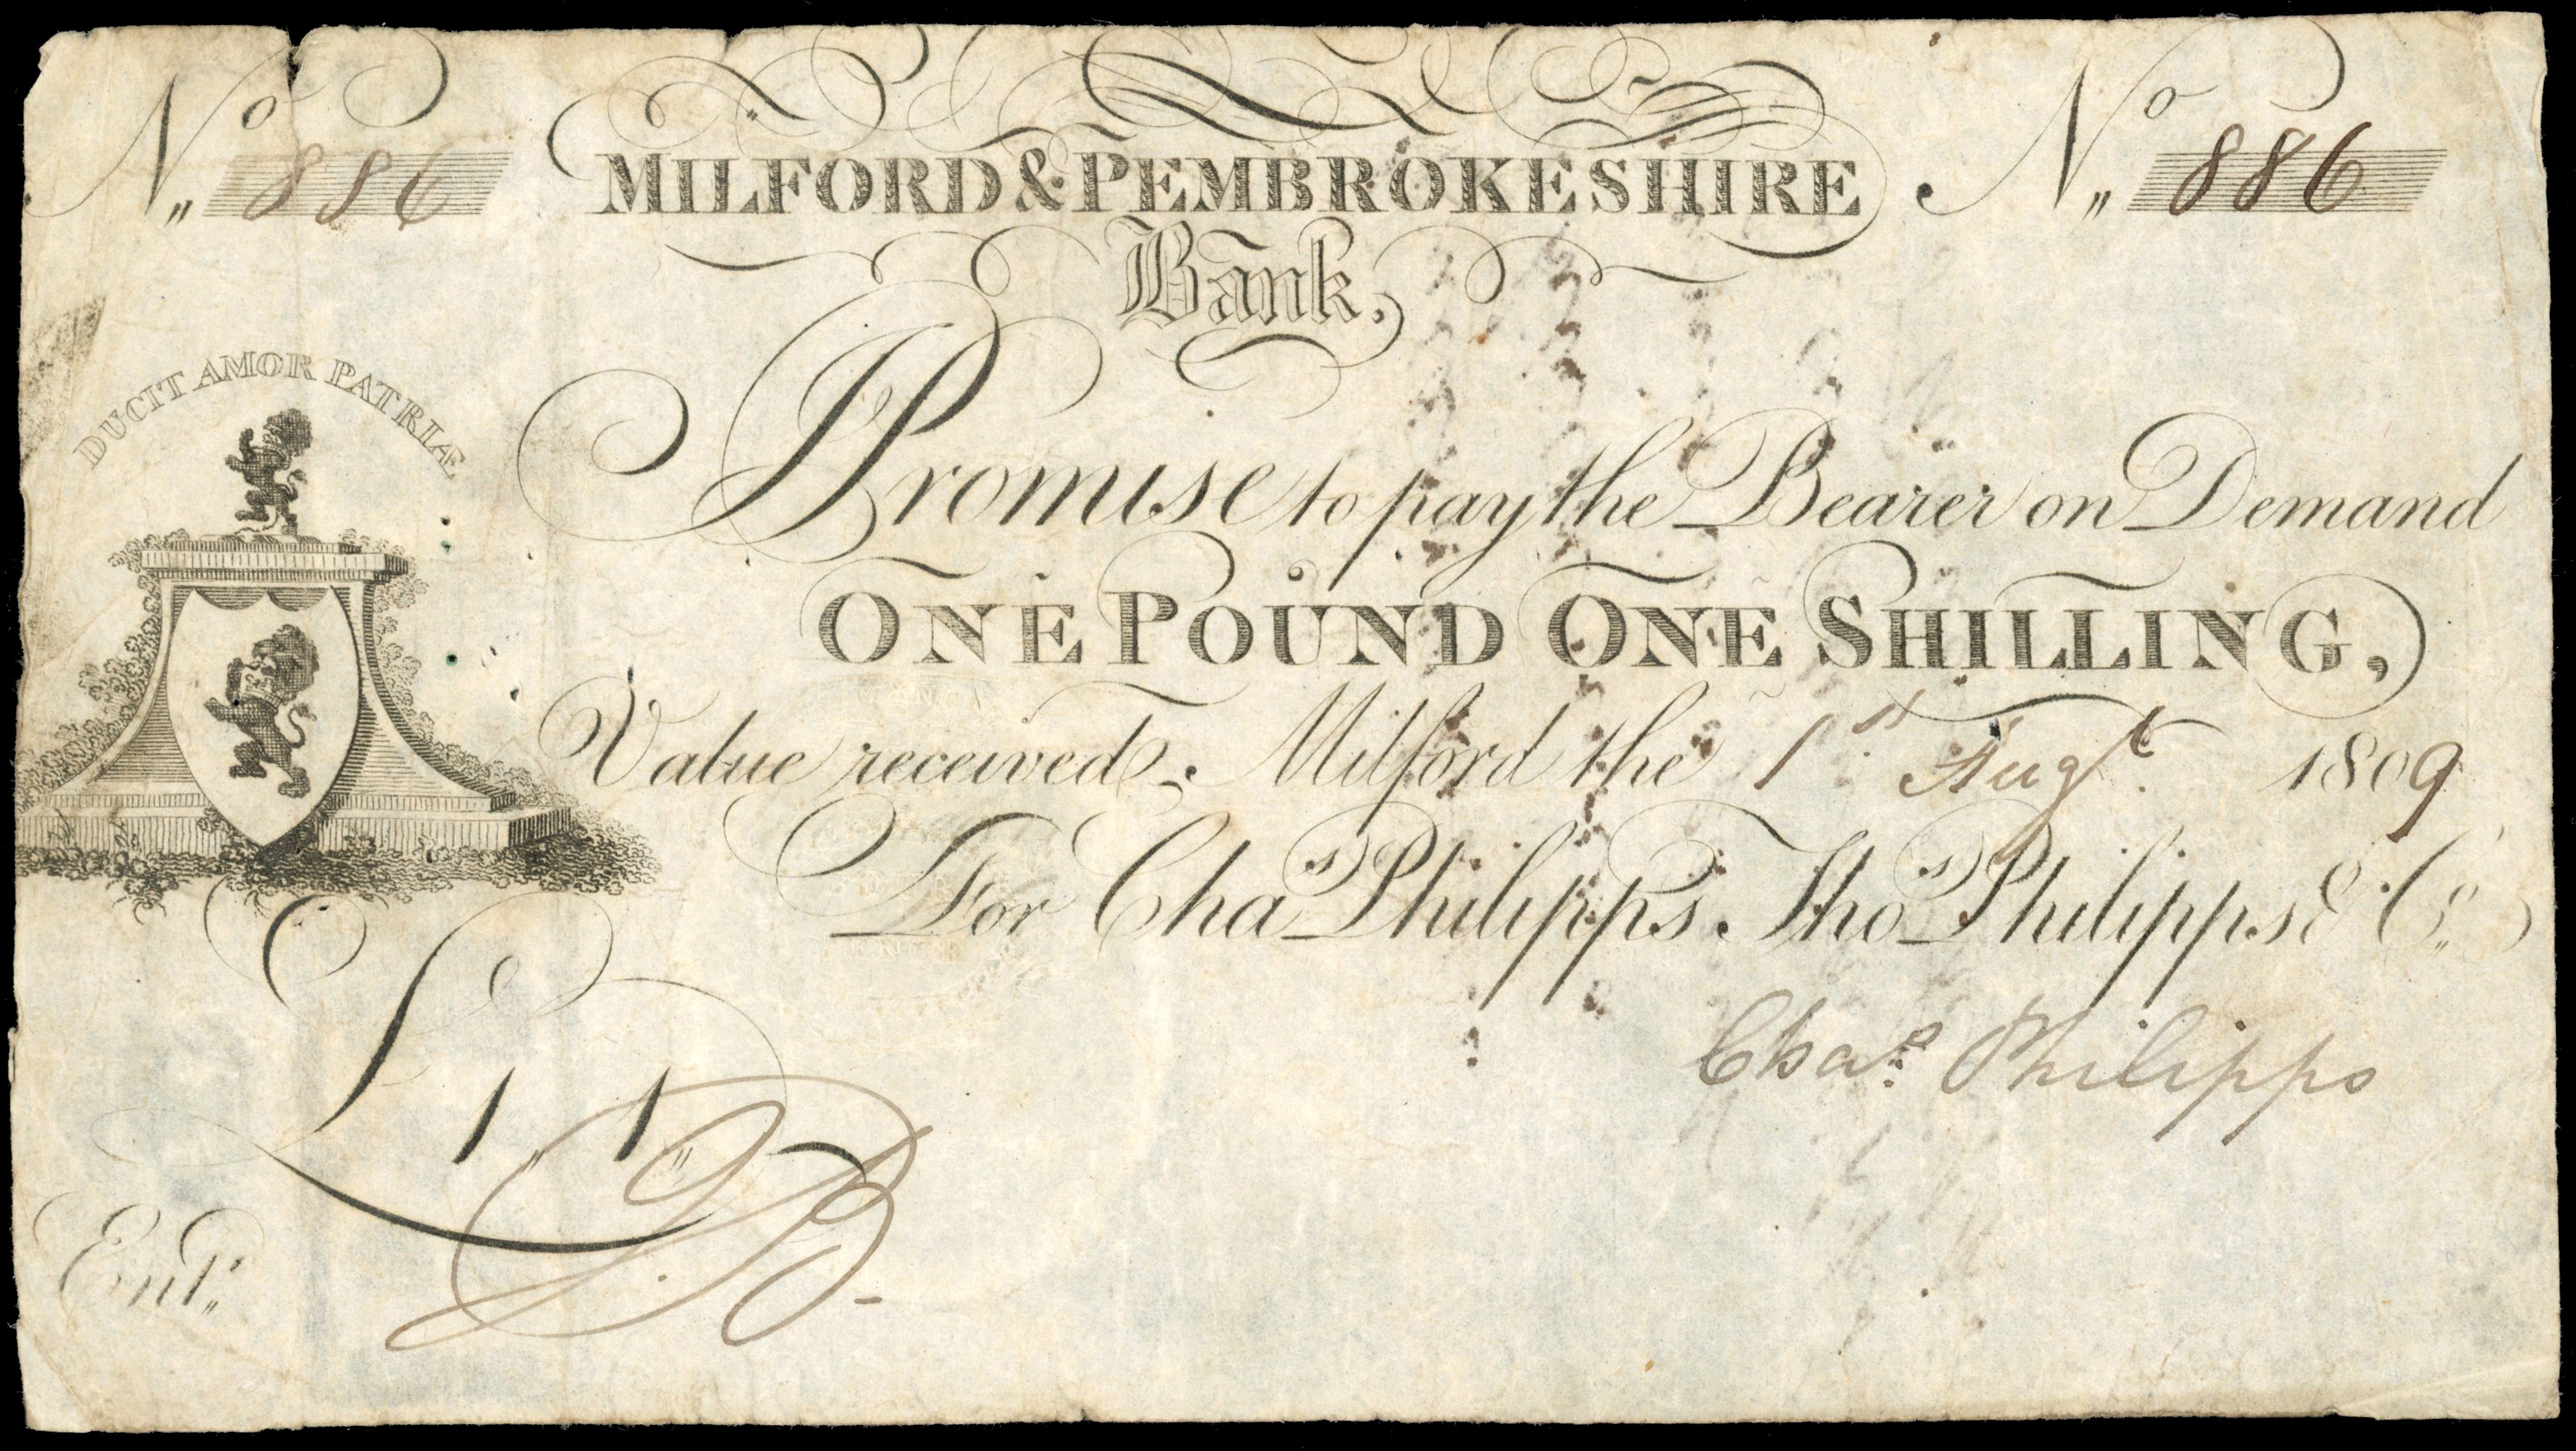 No,, 886
MILFORD & PEMBROKESHIRE
No,, 886
Bank,
DUCIT AMOR PATRIÆ
I Promise to pay the Bearer on Demand
ONE POUND ONE SHILLING,
Value received. Milford the 1st Augt. 1809
For Chas. Philipps. Thos. Philipps & Co.
Chas. Philipps
£1,,1,,
Entd.